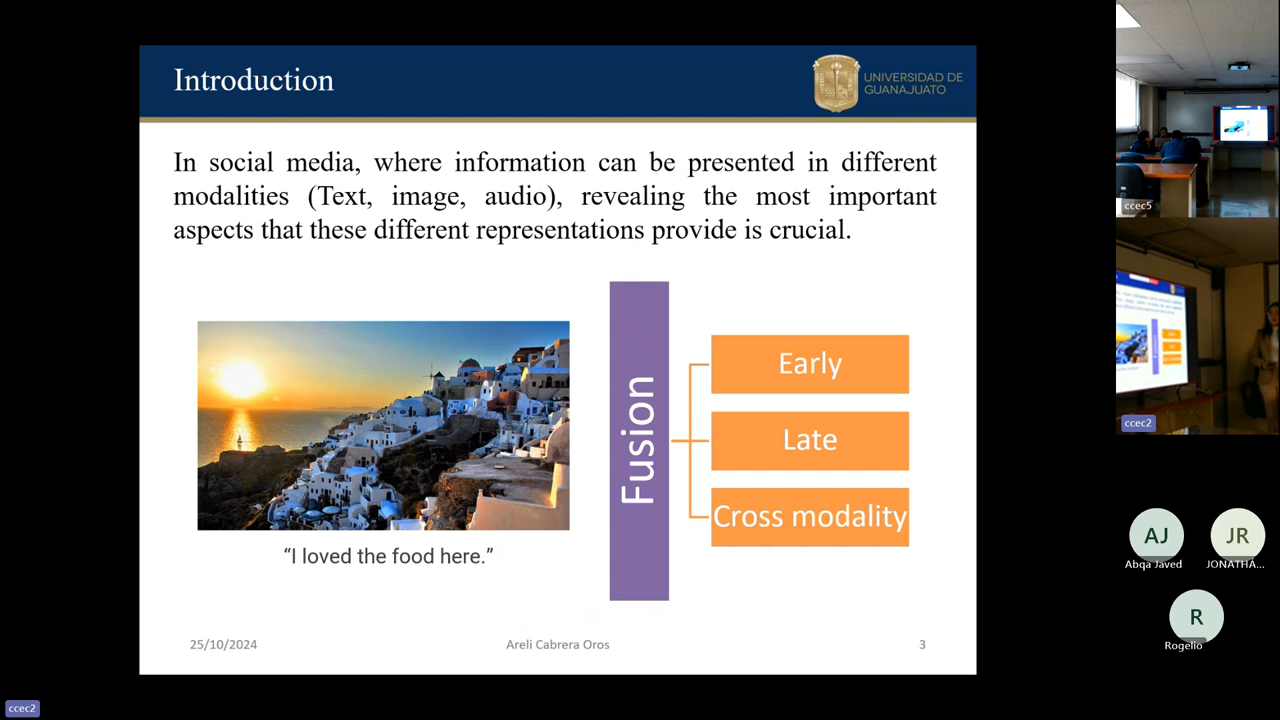 Introduction
UNIVERSIDAD DE
GUANAJUATO
In social media, where information can be presented in different
modalities (Text, image, audio), revealing the most important
aspects that these different representations provide is crucial.
Fusion
Early
Late
Cross modality
“I loved the food here.”
25/10/2024
Areli Cabrera Oros
3
ccec5
ccec2
AJ
Abqa Javed
JR
JONATHÁ...
R
Rogelio
ccec2